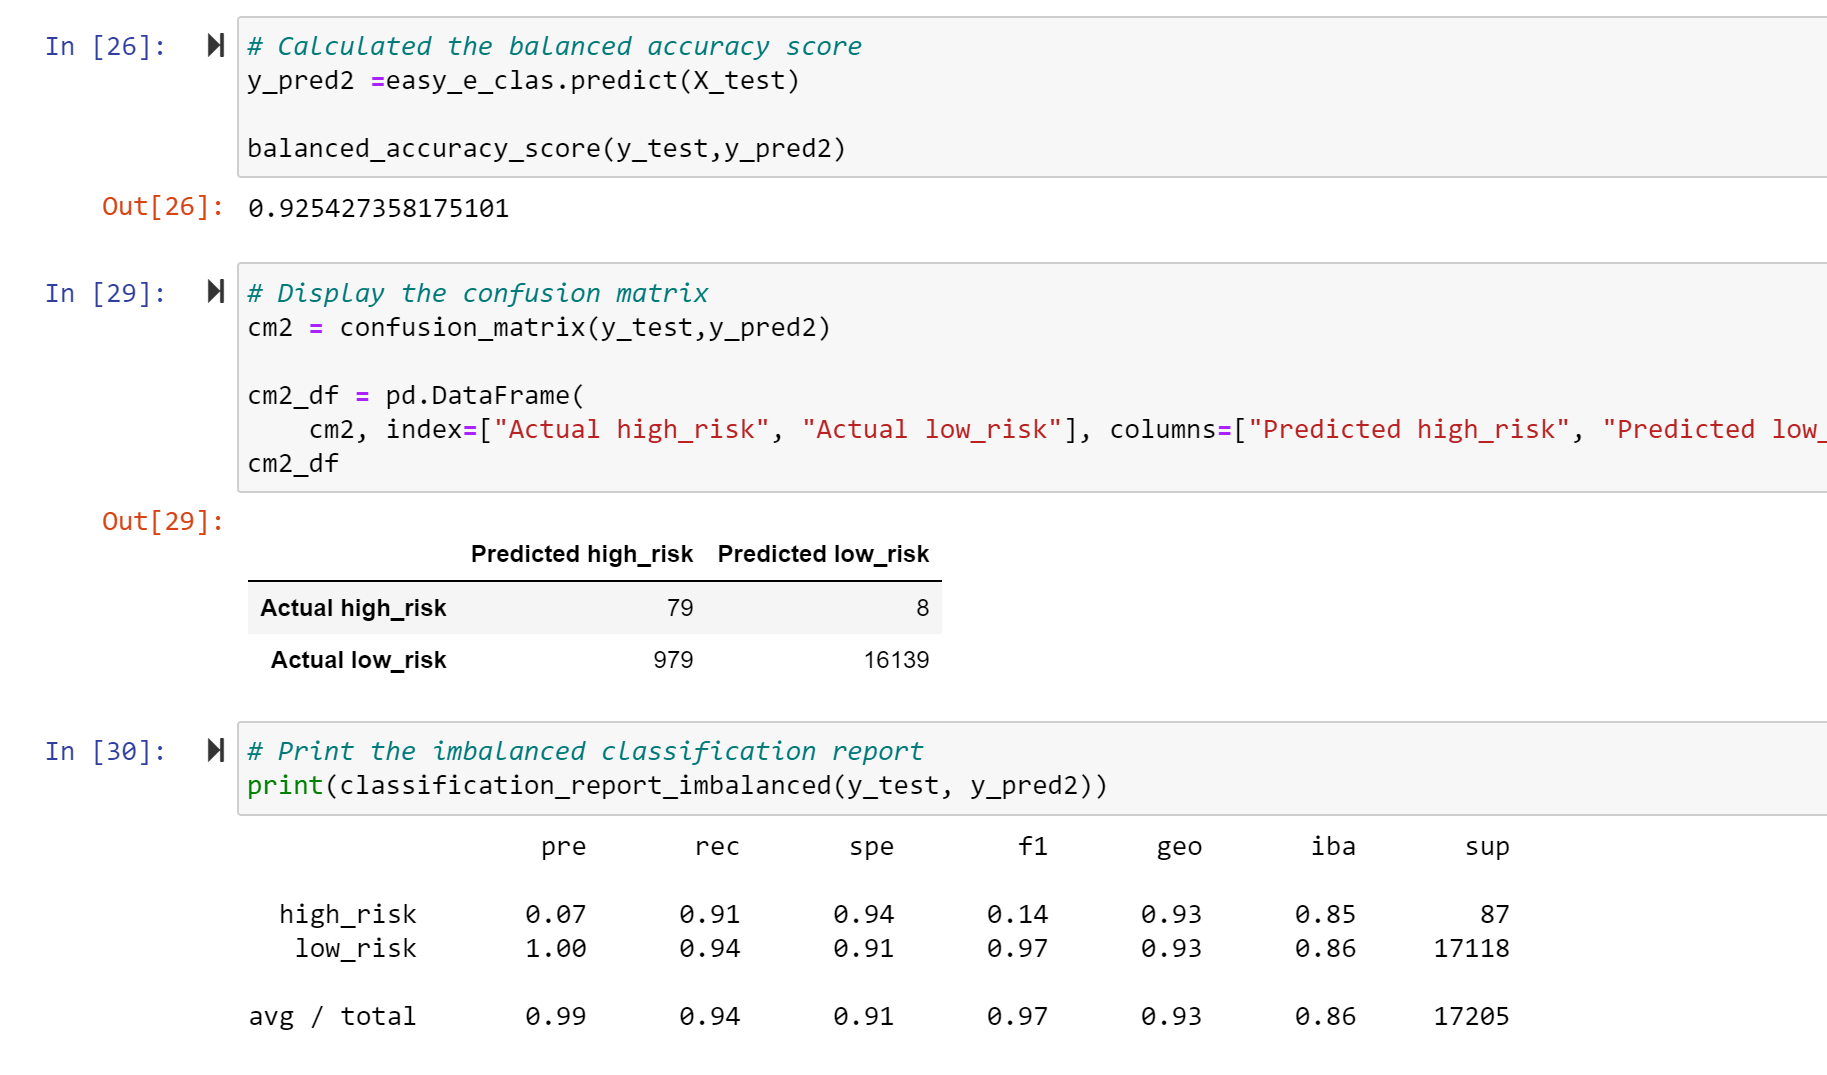 In [26]: # Calculated the balanced accuracy score
y_pred2 =easy_e_clas.predict(X_test)
balanced_accuracy_score(y_test,y_pred2)
Out[26]: 0.925427358175101
In [29]: # Display the confusion matrix
cm2 = confusion_matrix(y_test,y_pred2)
cm2_df = pd.DataFrame(
cm2, index=["Actual high_risk", "Actual low_risk"], columns=["Predicted high_risk", "Predicted low_
cm2_df
Out[29]:
Predicted high_risk Predicted low_risk
Actual high_risk 79 8
Actual low_risk 979 16139
In [30]: # Print the imbalanced classification report
print(classification_report_imbalanced(y_test, y_pred2))
pre rec spe f1 geo iba sup
high_risk 0.07 0.91 0.94 0.14 0.93 0.85 87
low_risk 1.00 0.94 0.91 0.97 0.93 0.86 17118
avg / total 0.99 0.94 0.91 0.97 0.93 0.86 17205